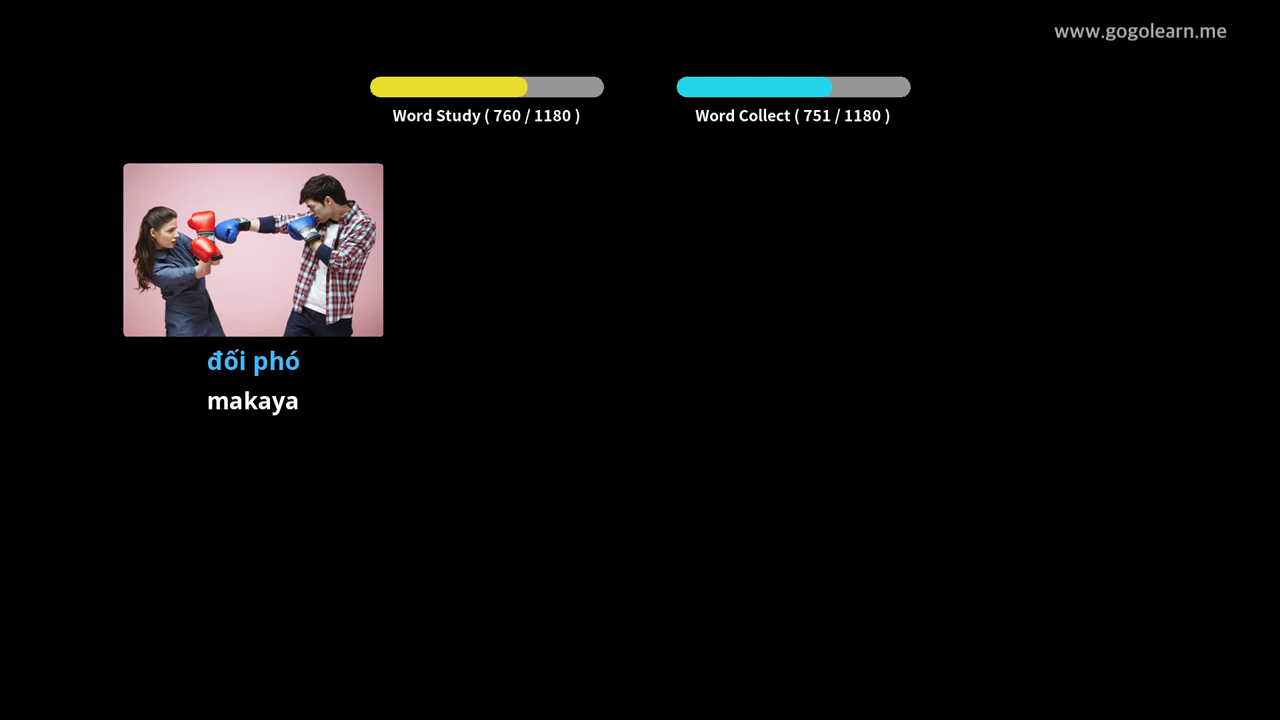 www.gogolearn.me
Word Study ( 760 / 1180 )
Word Collect ( 751 / 1180 )
đối phó
makaya